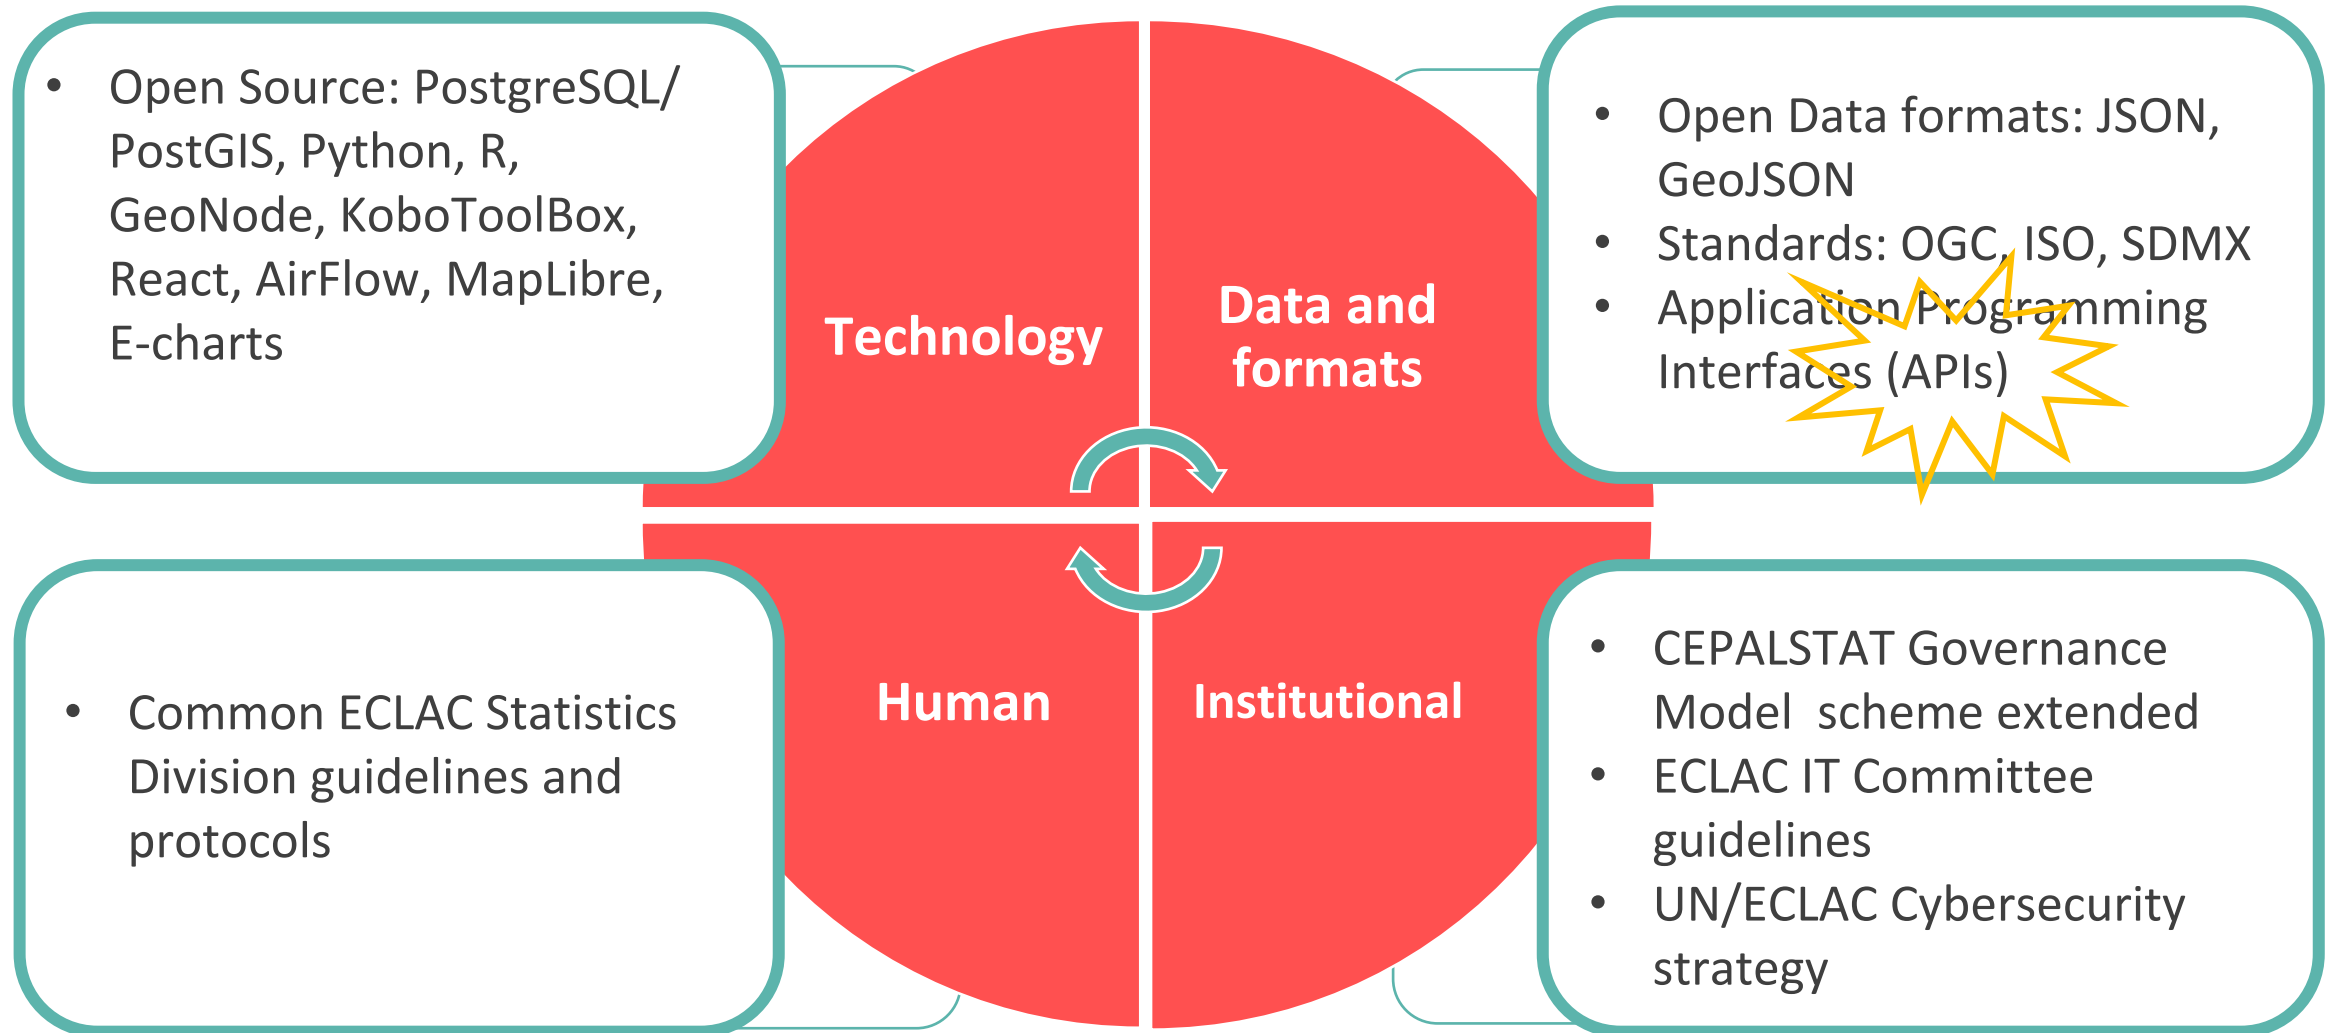 • Open Source: PostgreSQL/
PostGIS, Python, R,
GeoNode, KoboToolBox,
React, AirFlow, MapLibre,
E-charts
Technology
Data and
formats
• Open Data formats: JSON,
GeoJSON
• Standards: OGC, ISO, SDMX
• Application Programming
Interfaces (APIs)
• Common ECLAC Statistics
Division guidelines and
protocols
Human
Institutional
• CEPALSTAT Governance
Model  scheme extended
• ECLAC IT Committee
guidelines
• UN/ECLAC Cybersecurity
strategy